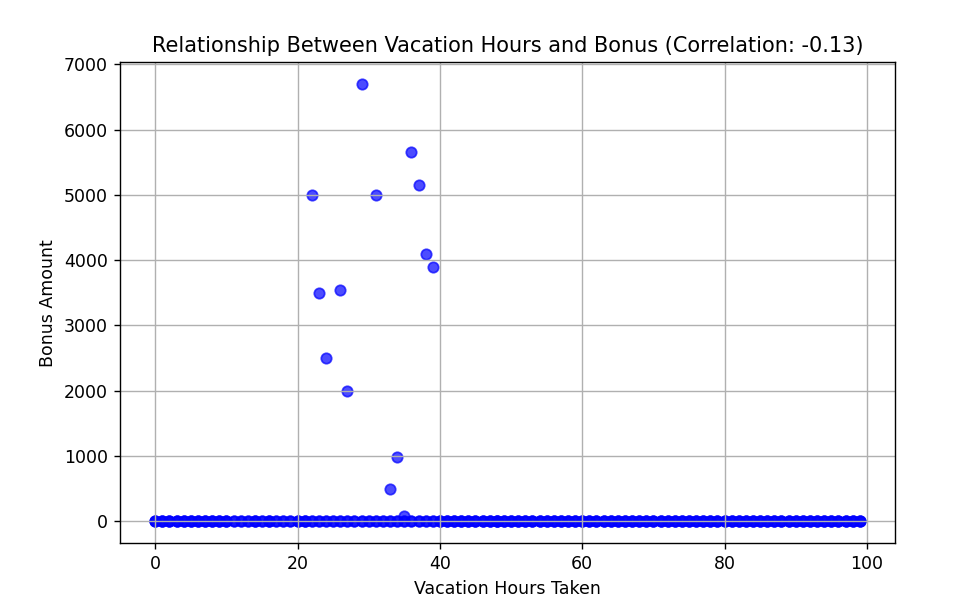 Relationship Between Vacation Hours and Bonus (Correlation: -0.13)
7000
6000
5000
4000
3000
2000
1000
0
Bonus Amount
0 20 40 60 80 100
Vacation Hours Taken